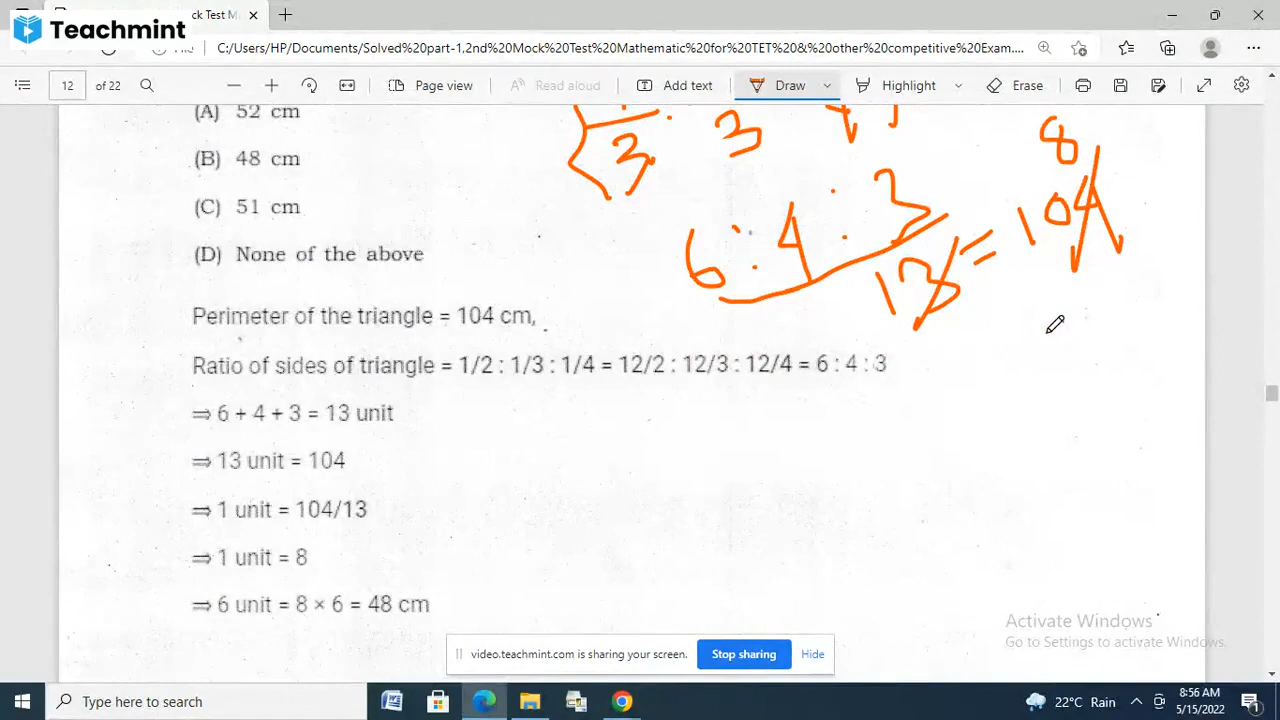 Teachmint
ck Test M
C:/Users/HP/Documents/Solved%20part-1,2nd%20Mock%20Test%20Mathematic%20for%20TET%20&%20other%20competitive%20Exam....
12 of 22
Page view
Read aloud
Add text
Draw
Highlight
Erase
(A) 52 cm
(B) 48 cm
(C) 51 cm
(D) None of the above
3 3
8
6 : 4 : 3
13 = 104
Perimeter of the triangle = 104 cm,
Ratio of sides of triangle = 1/2 : 1/3 : 1/4 = 12/2 : 12/3 : 12/4 = 6 : 4 : 3
⇒ 6 + 4 + 3 = 13 unit
⇒ 13 unit = 104
⇒ 1 unit = 104/13
⇒ 1 unit = 8
⇒ 6 unit = 8 × 6 = 48 cm
Activate Windows
Go to Settings to activate Windows.
video.teachmint.com is sharing your screen.
Stop sharing
Hide
Type here to search
22°C Rain
8:56 AM
5/15/2022
1